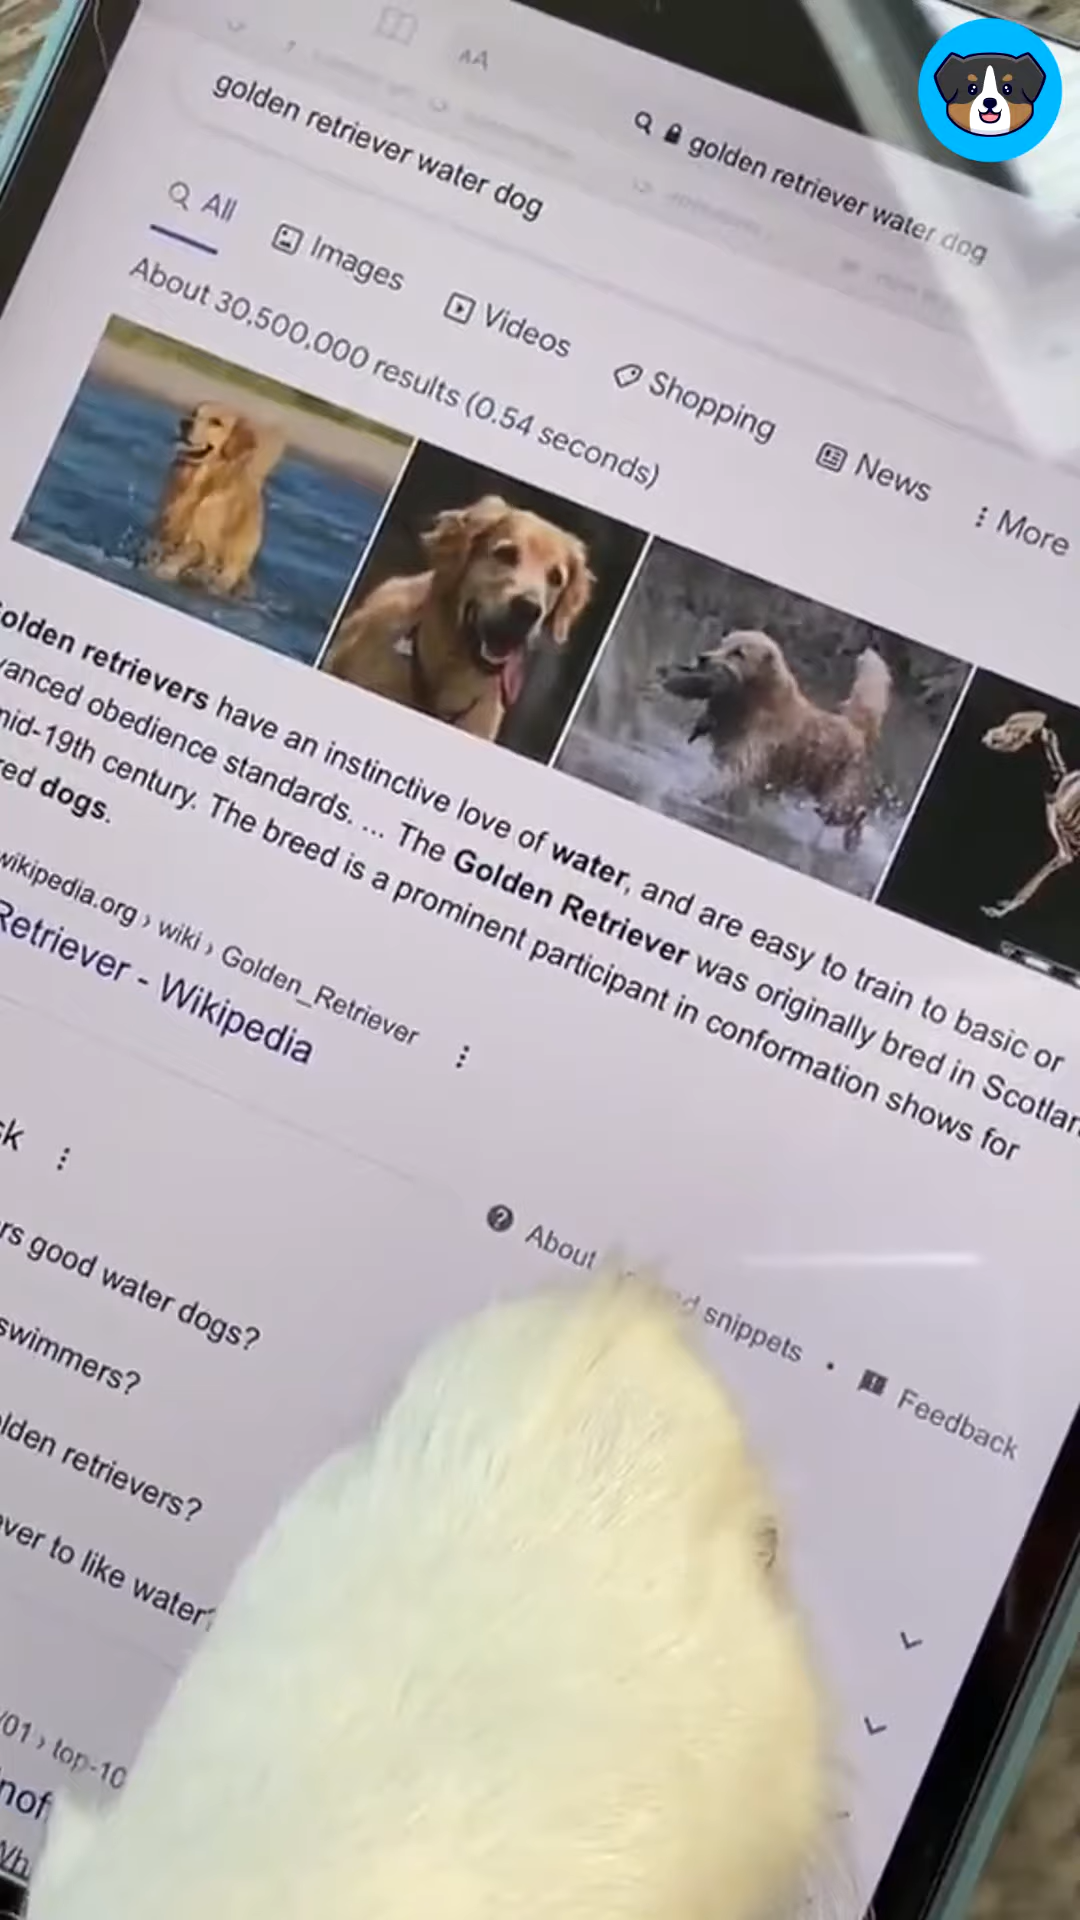 AA
golden retriever water dog
golden retriever water dog
All Images Videos Shopping News More
About 30,500,000 results (0.54 seconds)
olden retrievers have an instinctive love of water, and are easy to train to basic or
vanced obedience standards. ... The Golden Retriever was originally bred in Scotlan
mid-19th century. The breed is a prominent participant in conformation shows for
red dogs.
wikipedia.org › wiki › Golden_Retriever
Retriever - Wikipedia
About snippets • Feedback
sk
rs good water dogs?
swimmers?
lden retrievers?
ver to like water?
/01 › top-10